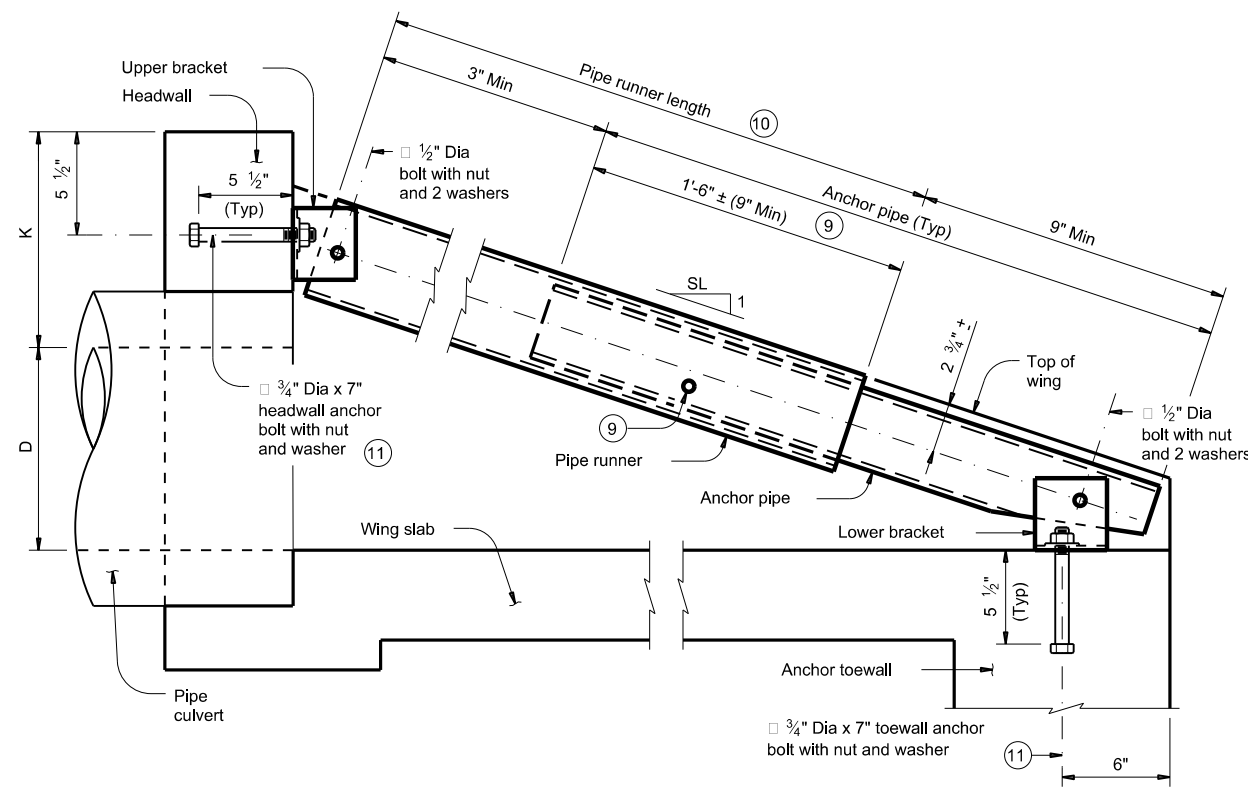 Upper bracket
Headwall
3" Min
Pipe runner length
10
□ ½" Dia
bolt with nut
and 2 washers
5 ½"
5 ½"
(Typ)
K
1'-6" ± (9" Min)
9
Anchor pipe (Typ)
9" Min
SL
1
2 ¾" ±
Top of
wing
□ ½" Dia
bolt with nut
and 2 washers
□ ¾" Dia x 7"
headwall anchor
bolt with nut
and washer
11
D
9
Pipe runner
Anchor pipe
Wing slab
Lower bracket
5 ½"
(Typ)
Anchor toewall
Pipe
culvert
□ ¾" Dia x 7" toewall anchor
bolt with nut and washer
11
6"